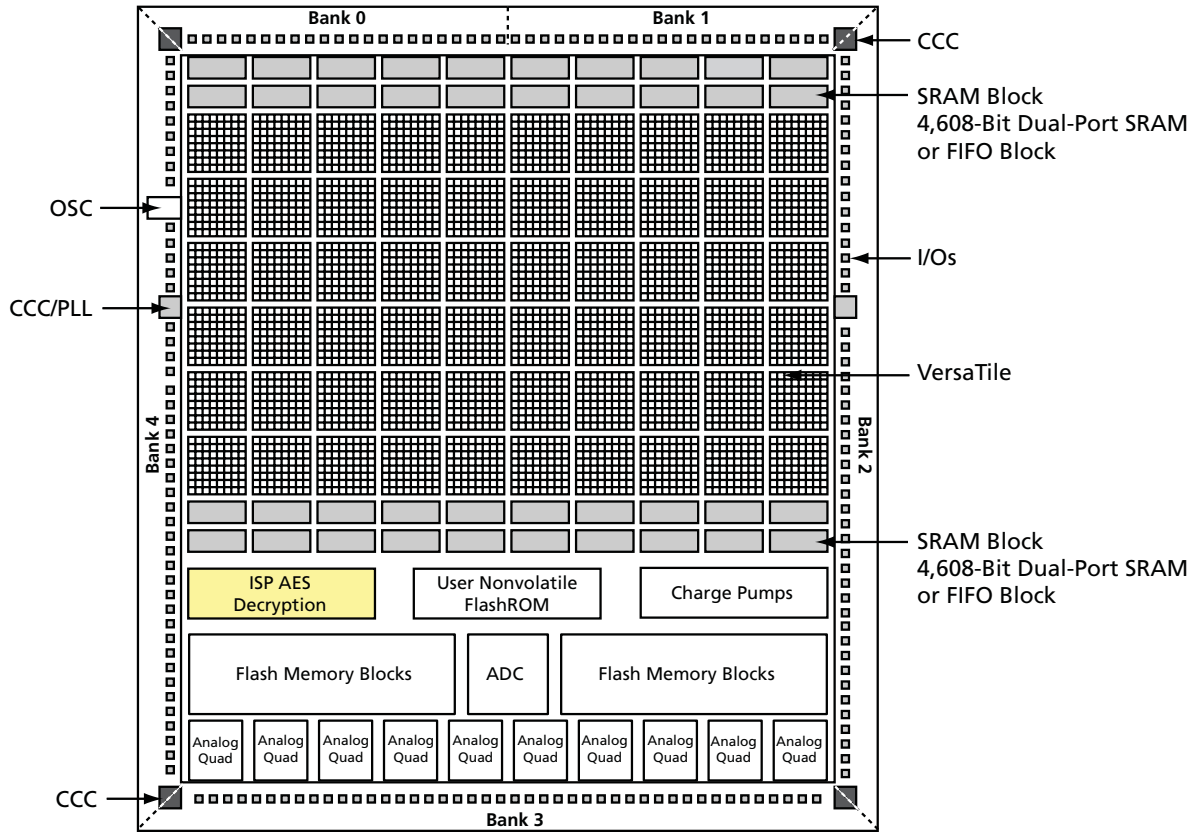 Bank 0
Bank 1
CCC
SRAM Block
4,608-Bit Dual-Port SRAM
or FIFO Block
OSC
I/Os
CCC/PLL
VersaTile
Bank 4
Bank 2
SRAM Block
4,608-Bit Dual-Port SRAM
or FIFO Block
ISP AES
Decryption
User Nonvolatile
FlashROM
Charge Pumps
Flash Memory Blocks
ADC
Flash Memory Blocks
Analog
Quad
Analog
Quad
Analog
Quad
Analog
Quad
Analog
Quad
Analog
Quad
Analog
Quad
Analog
Quad
Analog
Quad
Analog
Quad
CCC
Bank 3